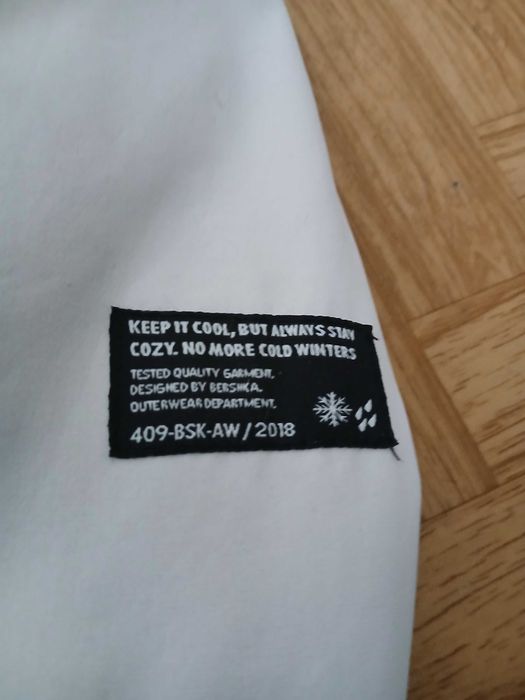 KEEP IT COOL, BUT ALWAYS STAY
COZY. NO MORE COLD WINTERS
TESTED QUALITY GARMENT.
DESIGNED BY BERSHKA.
OUTERWEAR DEPARTMENT.
409-BSK-AW/2018